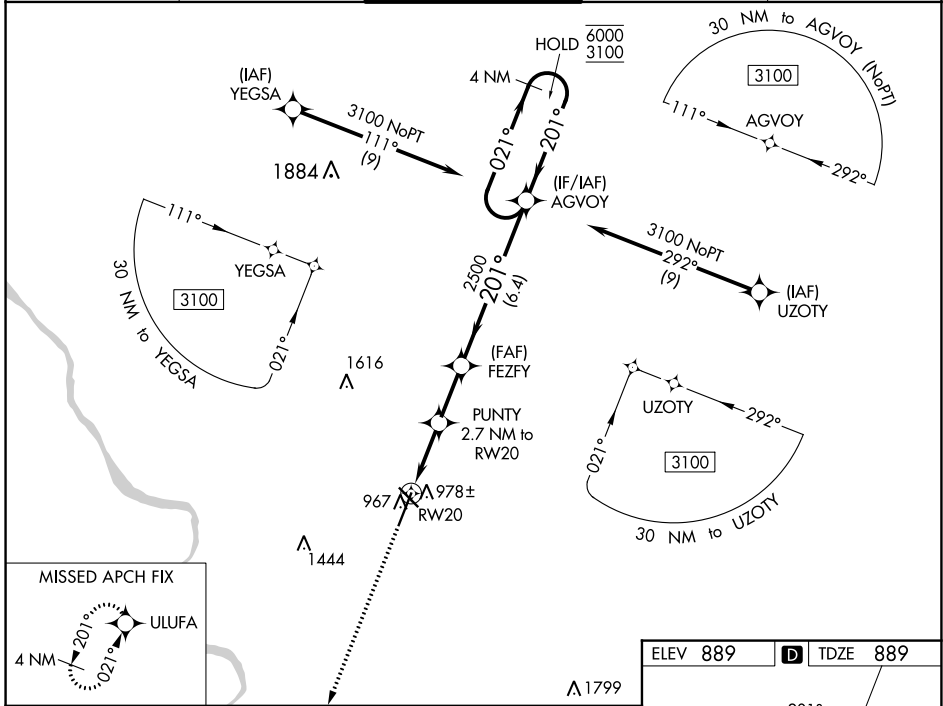 HOLD 6000
3100
4 NM
021°
201°
(IAF)
YEGSA
3100 NoPT
111°
(9)
1884
30 NM to AGVOY (NoPT)
3100
111°
AGVOY
292°
(IF/IAF)
AGVOY
3100 NoPT
292°
(9)
(IAF)
UZOTY
111°
YEGSA
3100
021°
30 NM to YEGSA
2500
201°
(6.4)
(FAF)
FEZFY
1616
PUNTY
2.7 NM to
RW20
967
978±
RW20
1444
UZOTY
292°
021°
3100
30 NM to UZOTY
MISSED APCH FIX
201°
ULUFA
4 NM
021°
1799
ELEV 889 D TDZE 889